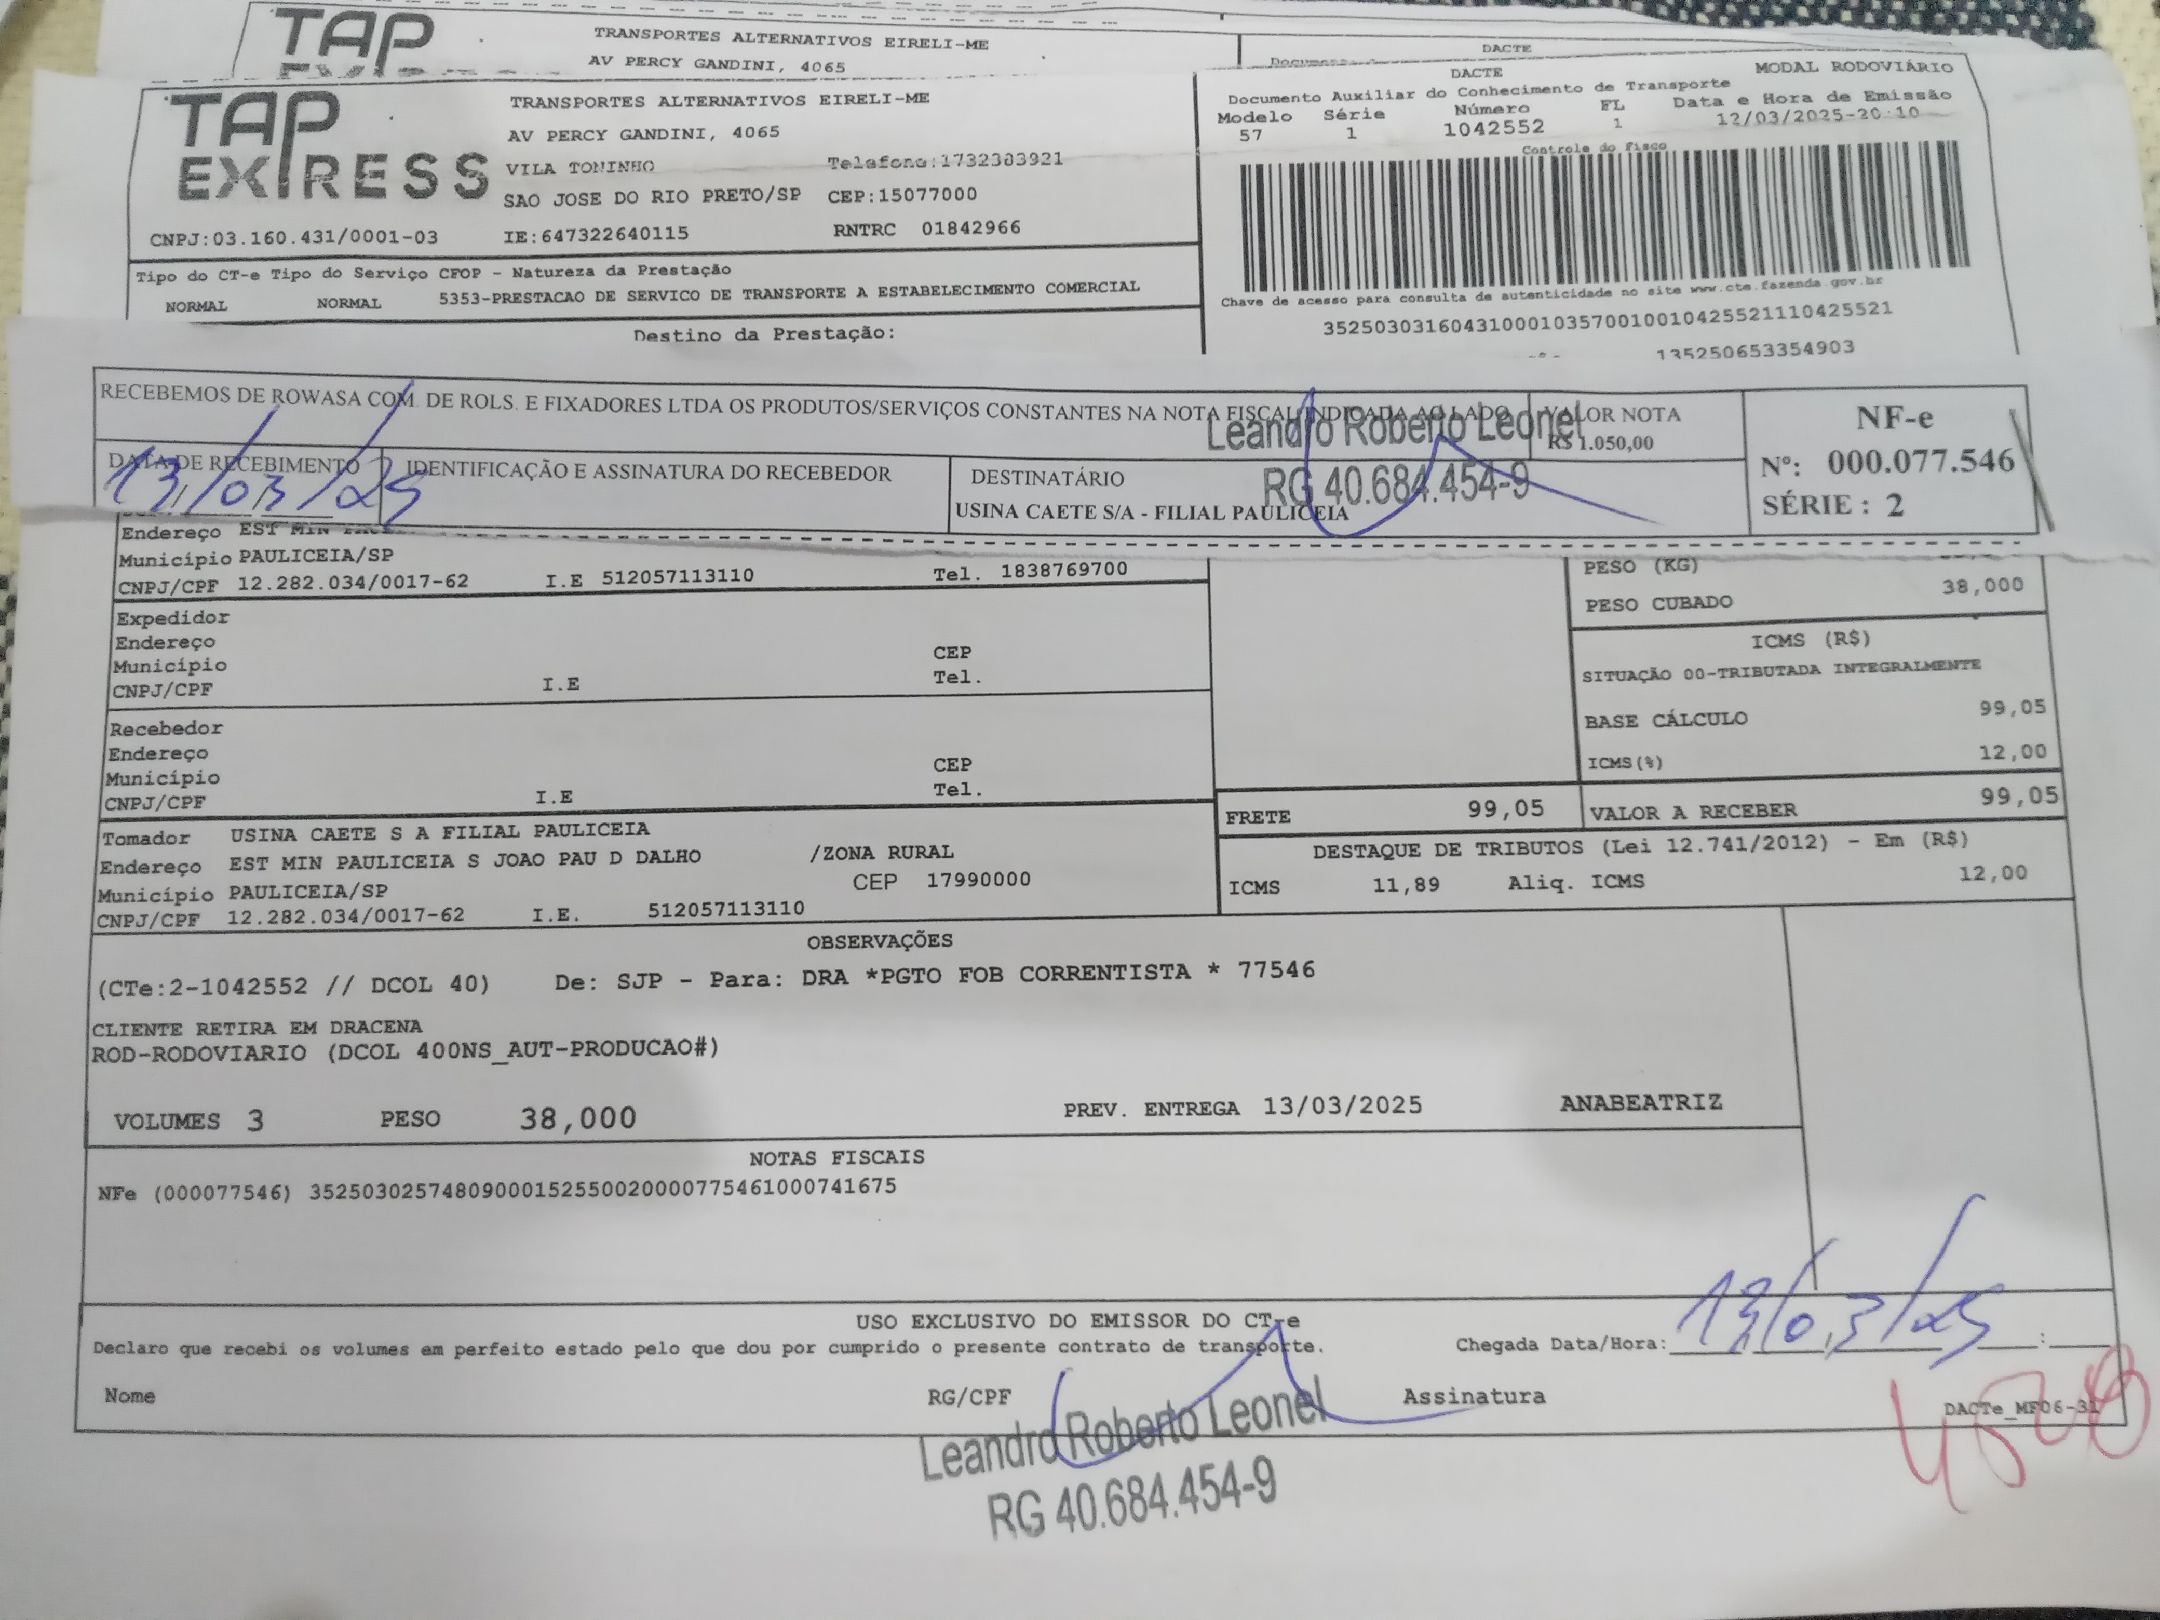 TAP
TRANSPORTES ALTERNATIVOS EIRELI-ME
AV PERCY GANDINI, 4065
DACTE
TAP
EXPRESS
TRANSPORTES ALTERNATIVOS EIRELI-ME
AV PERCY GANDINI, 4065
VILA TONINHO Telefone:1732383921
SAO JOSE DO RIO PRETO/SP CEP:15077000
CNPJ:03.160.431/0001-03 IE:647322640115 RNTRC 01842966
DACTE MODAL RODOVIÁRIO
Documento Auxiliar do Conhecimento de Transporte
Modelo Série Número FL Data e Hora de Emissão
57 1 1042552 1 12/03/2025-20:10
Controle do fisco
Chave de acesso para consulta de autenticidade no site www.cte.fazenda.gov.br
35250303160431000103570010010425521110425521
135250653354903
Tipo do CT-e Tipo do Serviço CFOP - Natureza da Prestação
NORMAL NORMAL 5353-PRESTACAO DE SERVICO DE TRANSPORTE A ESTABELECIMENTO COMERCIAL
Destino da Prestação:
RECEBEMOS DE ROWASA COM. DE ROLS. E FIXADORES LTDA OS PRODUTOS/SERVIÇOS CONSTANTES NA NOTA FISCAL INDICADA AO LADO
VALOR NOTA
R$ 1.050,00
NF-e
Nº: 000.077.546
SÉRIE : 2
Leandro Roberto Leonel
RG 40.684.454-9
DATA DE RECEBIMENTO IDENTIFICAÇÃO E ASSINATURA DO RECEBEDOR DESTINATÁRIO
13/03/25
USINA CAETE S/A - FILIAL PAULICEIA
Endereço EST MIN
Município PAULICEIA/SP
CNPJ/CPF 12.282.034/0017-62 I.E 512057113110 Tel. 1838769700
Expedidor
Endereço
Município CEP
CNPJ/CPF I.E Tel.
Recebedor
Endereço
Município CEP
CNPJ/CPF I.E Tel.
PESO (KG)
38,000
PESO CUBADO
ICMS (R$)
SITUAÇÃO 00-TRIBUTADA INTEGRALMENTE
BASE CÁLCULO 99,05
ICMS(%) 12,00
FRETE 99,05 VALOR A RECEBER 99,05
DESTAQUE DE TRIBUTOS (Lei 12.741/2012) - Em (R$)
ICMS 11,89 Aliq. ICMS 12,00
Tomador USINA CAETE S A FILIAL PAULICEIA
Endereço EST MIN PAULICEIA S JOAO PAU D DALHO /ZONA RURAL
Município PAULICEIA/SP CEP 17990000
CNPJ/CPF 12.282.034/0017-62 I.E. 512057113110
OBSERVAÇÕES
(CTe:2-1042552 // DCOL 40) De: SJP - Para: DRA *PGTO FOB CORRENTISTA * 77546
CLIENTE RETIRA EM DRACENA
ROD-RODOVIARIO (DCOL 400NS_AUT-PRODUCAO#)
VOLUMES 3 PESO 38,000 PREV. ENTREGA 13/03/2025 ANABEATRIZ
NOTAS FISCAIS
NFe (000077546) 35250302574809000152550020000775461000741675
USO EXCLUSIVO DO EMISSOR DO CT-e
Declaro que recebi os volumes em perfeito estado pelo que dou por cumprido o presente contrato de transporte. Chegada Data/Hora: 13/03/25
Nome RG/CPF Assinatura DACTe_MF06-31
Leandro Roberto Leonel
RG 40.684.454-9